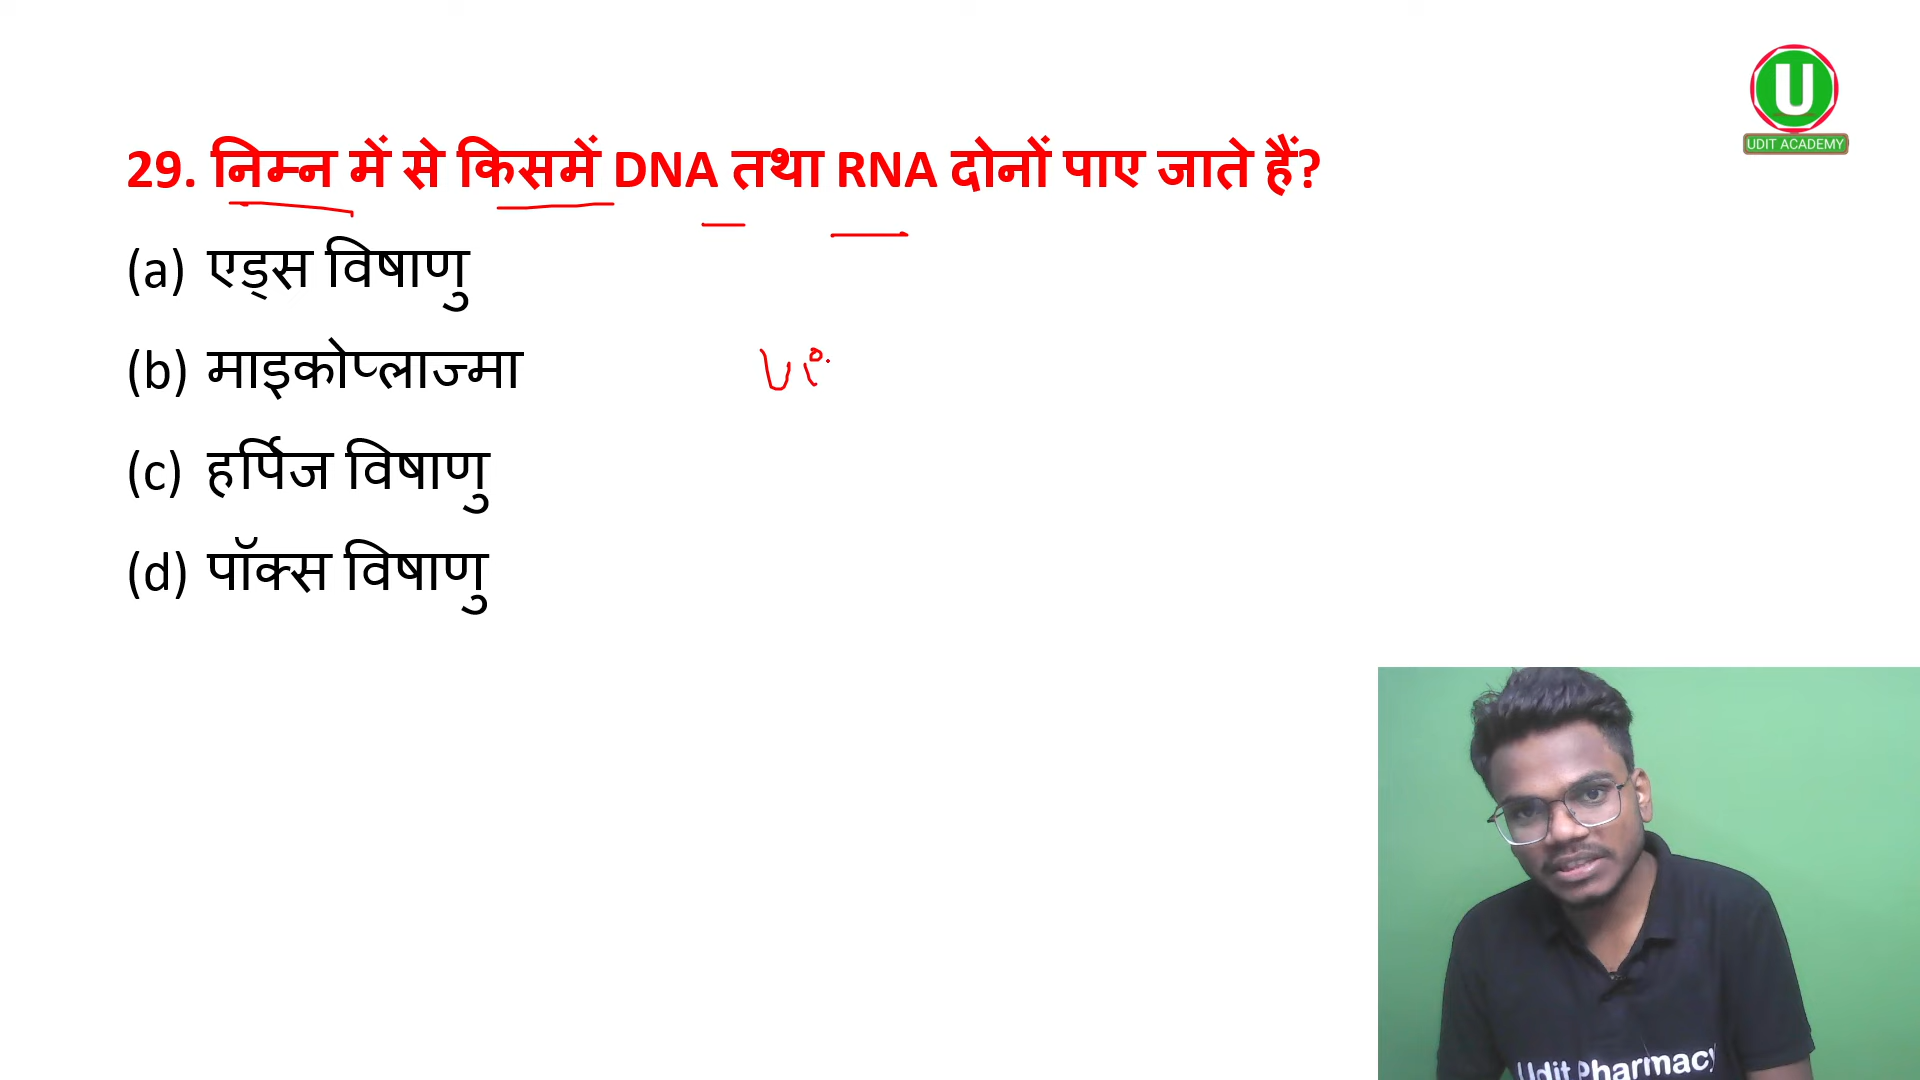 U
UDIT ACADEMY
29. निम्न में से किसमें DNA तथा RNA दोनों पाए जाते हैं?
(a) एड्स विषाणु
(b) माइकोप्लाज्मा
(c) हर्पिज विषाणु
(d) पॉक्स विषाणु
Udit Pharmacy